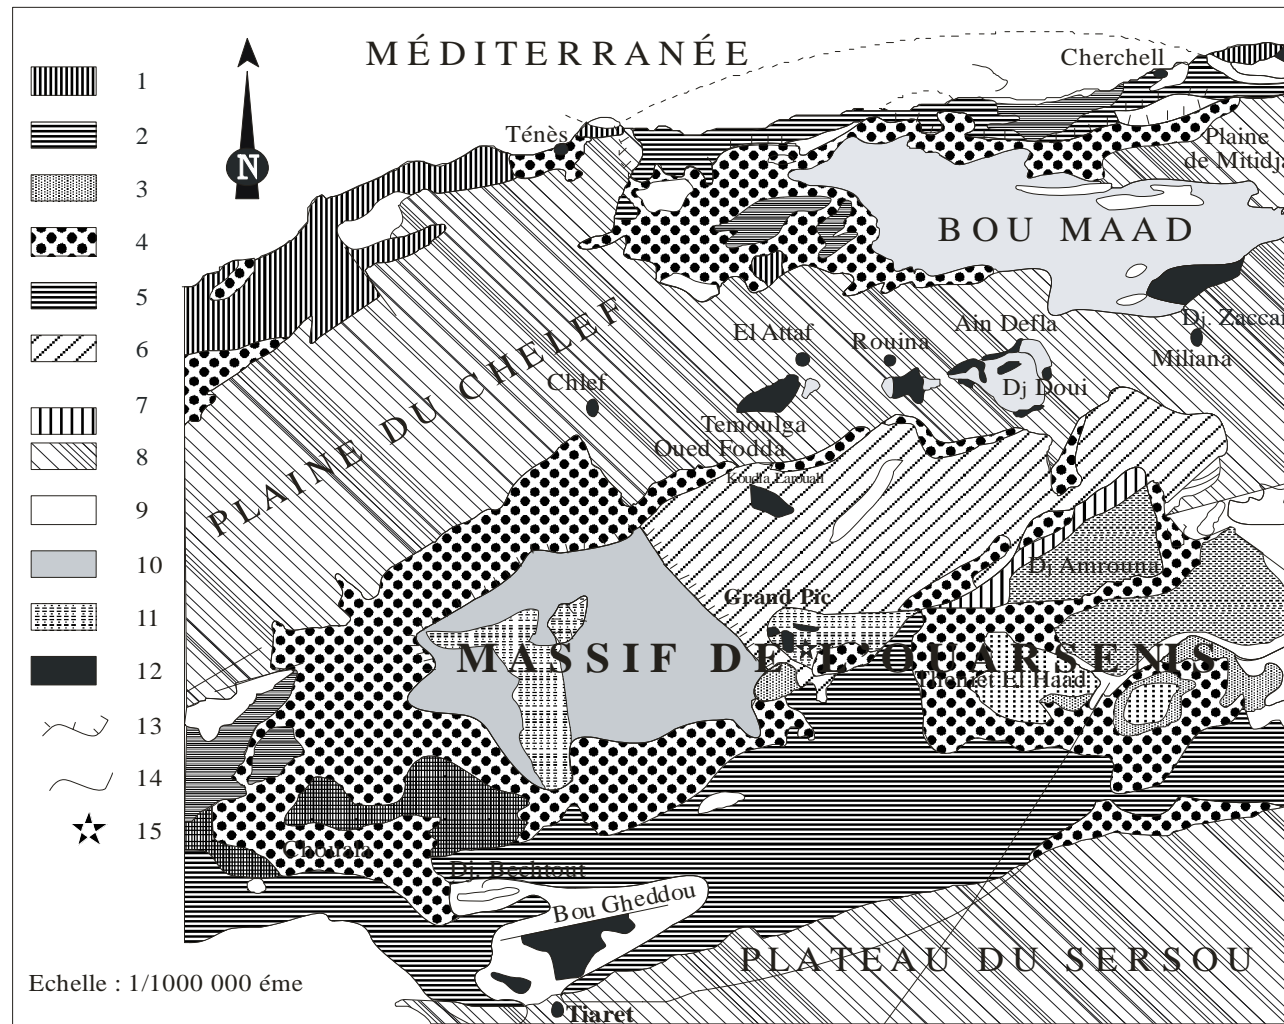 MÉDITERRANÉE
Cherchell
1
2
Ténès
Plaine
de Mitidja
N
3
4
BOU MAAD
5
6
El Attaf
Rouina
Ain Defla
Dj. Zaccar
Miliana
Chlef
Dj Doui
7
Temoulga
Oued Fodda
8
PLAINE DU CHELEF
Koudia Larouah
9
10
Dj Amrouna
Grand Pic
11
12
MASSIF DE L'OUARSENIS
Theniet El Haad
13
14
15
Dj. Bechtout
Bou Gheddou
PLATEAU DU SERSOU
Echelle : 1/1000 000 éme
Tiaret